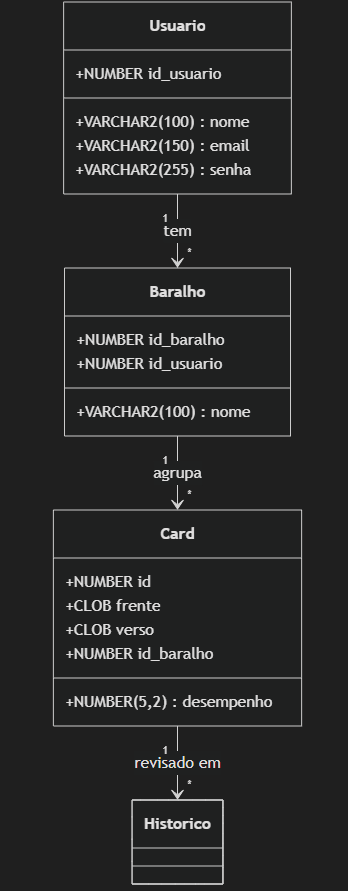 Usuario
+NUMBER id_usuario
+VARCHAR2(100) : nome
+VARCHAR2(150) : email
+VARCHAR2(255) : senha
1
tem
*
Baralho
+NUMBER id_baralho
+NUMBER id_usuario
+VARCHAR2(100) : nome
1
agrupa
*
Card
+NUMBER id
+CLOB frente
+CLOB verso
+NUMBER id_baralho
+NUMBER(5,2) : desempenho
1
revisado em
*
Historico